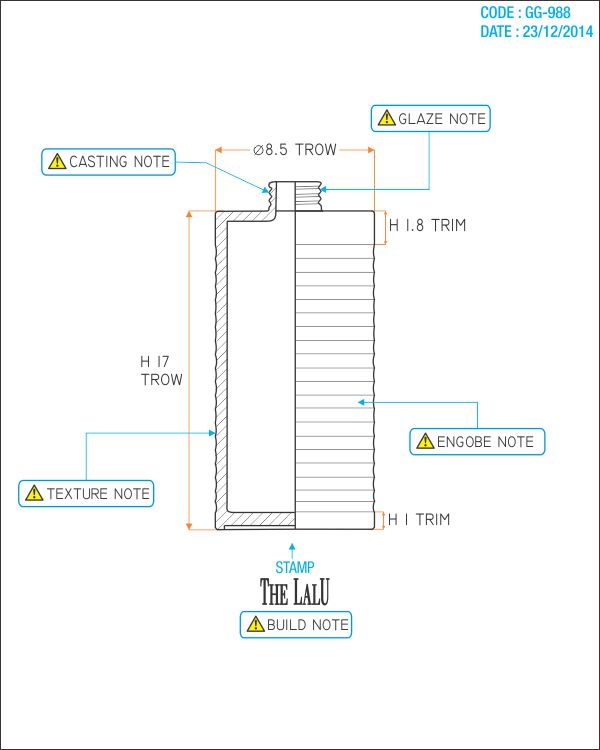 CODE : GG-988
DATE : 23/12/2014
GLAZE NOTE
Ø8.5 TROW
CASTING NOTE
H 1.8 TRIM
H 17
TROW
ENGOBE NOTE
TEXTURE NOTE
H 1 TRIM
STAMP
THE LALU
BUILD NOTE